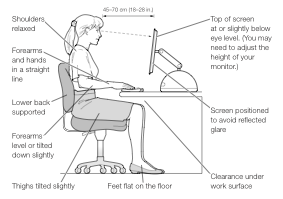 45–70 cm (18–28 in.)
Shoulders
relaxed
Forearms
and hands
in a straight
line
Lower back
supported
Forearms
level or tilted
down slightly
Thighs tilted slightly
Feet flat on the floor
Top of screen
at or slightly below
eye level. (You may
need to adjust the
height of your
monitor.)
Screen positioned
to avoid reflected
glare
Clearance under
work surface